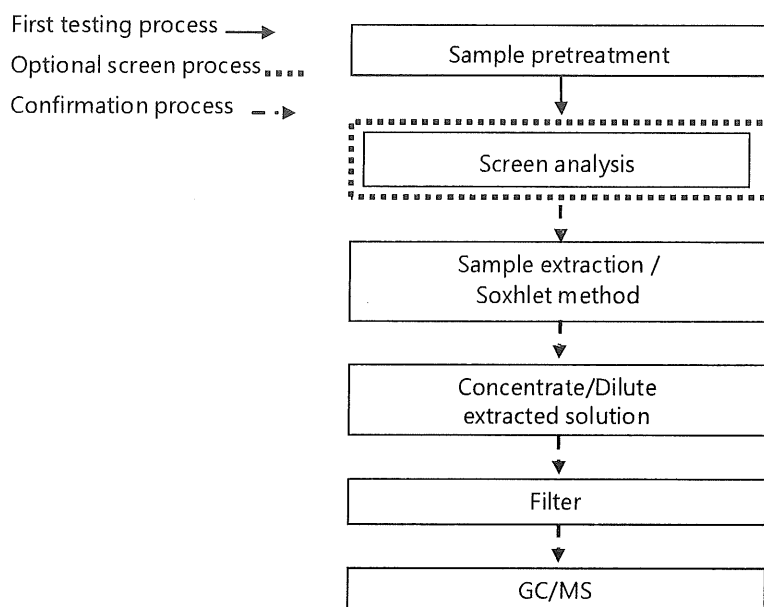 First testing process
Optional screen process
Confirmation process
Sample pretreatment
Screen analysis
Sample extraction /
Soxhlet method
Concentrate/Dilute
extracted solution
Filter
GC/MS